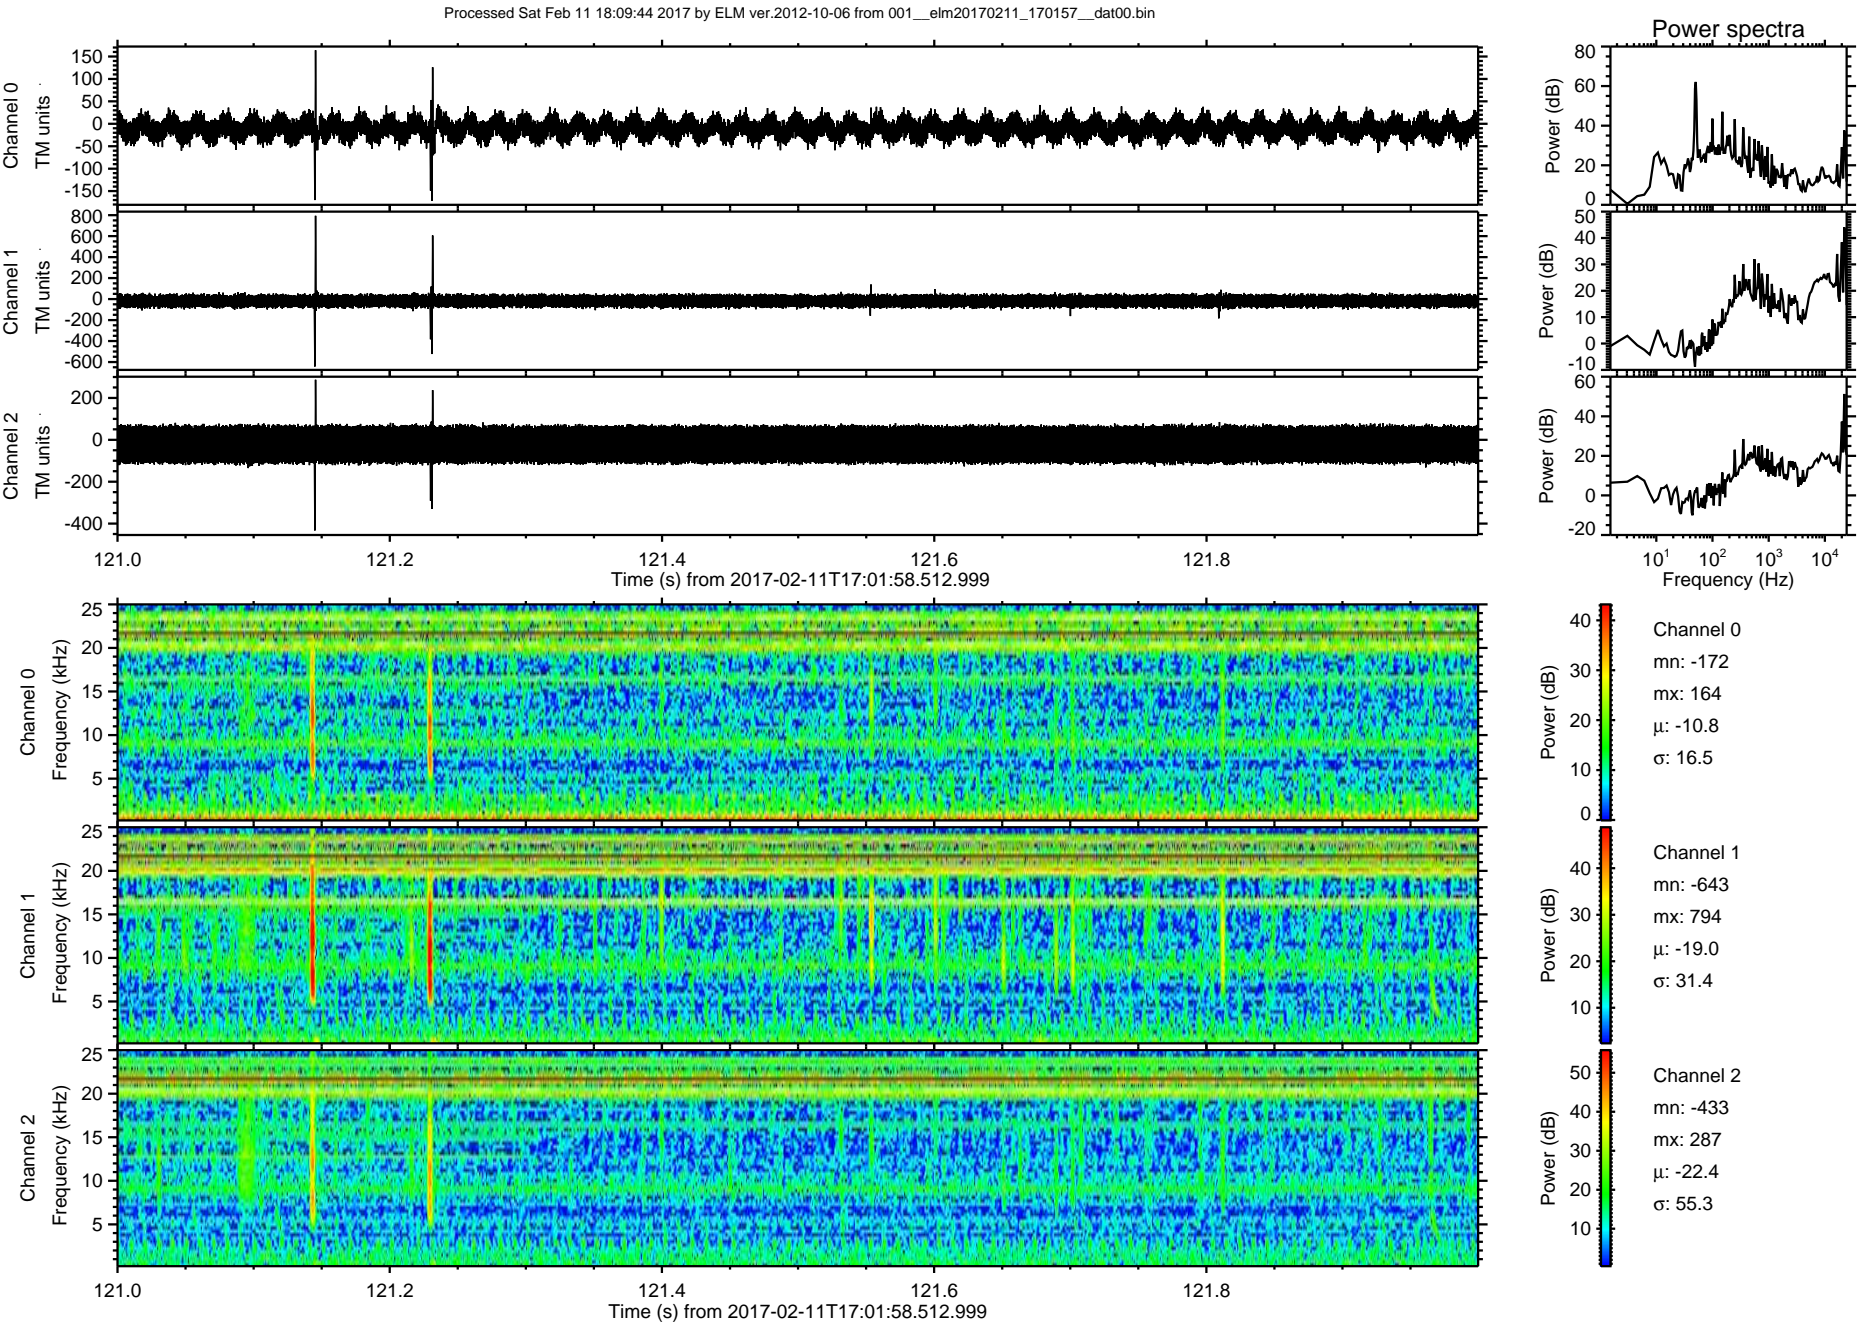 Processed Sat Feb 11 18:09:44 2017 by ELM ver.2012-10-06 from 001__elm20170211_170157__dat00.bin
Power spectra
Channel 0
TM units
150
100
50
0
-50
-100
-150
Power (dB)
80
60
40
20
0
Channel 1
TM units
800
600
400
200
0
-200
-400
-600
Power (dB)
50
40
30
20
10
0
-10
Channel 2
TM units
200
0
-200
-400
Power (dB)
60
40
20
0
-20
121.0 121.2 121.4 121.6 121.8
Time (s) from 2017-02-11T17:01:58.512.999
10^1 10^2 10^3 10^4
Frequency (Hz)
Channel 0
Frequency (kHz)
25
20
15
10
5
Power (dB)
40
30
20
10
0
Channel 0
mn: -172
mx: 164
μ: -10.8
σ: 16.5
Channel 1
Frequency (kHz)
25
20
15
10
5
Power (dB)
40
30
20
10
Channel 1
mn: -643
mx: 794
μ: -19.0
σ: 31.4
Channel 2
Frequency (kHz)
25
20
15
10
5
Power (dB)
50
40
30
20
10
Channel 2
mn: -433
mx: 287
μ: -22.4
σ: 55.3
121.0 121.2 121.4 121.6 121.8
Time (s) from 2017-02-11T17:01:58.512.999